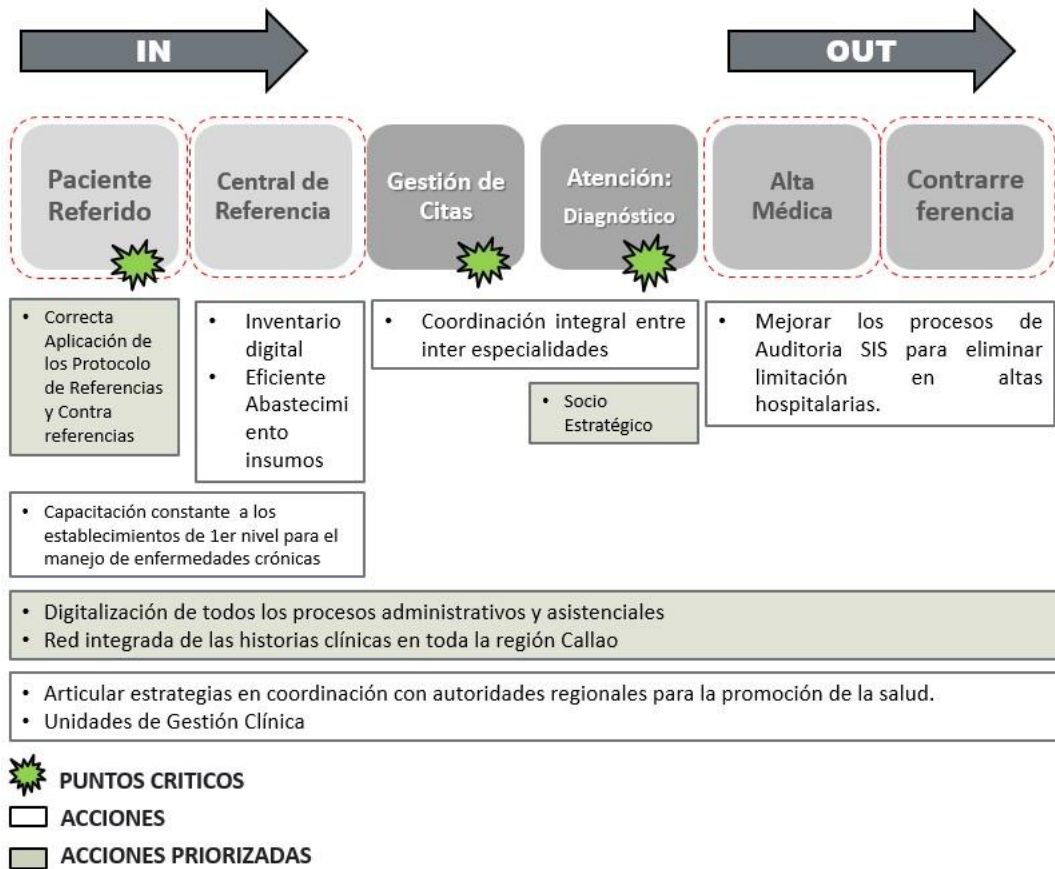 IN
OUT
Paciente
Referido
Central de
Referencia
Gestión de
Citas
Atención:
Diagnóstico
Alta
Médica
Contrarre
ferencia
• Correcta
Aplicación de
los Protocolo
de Referencias
y Contra
referencias
• Inventario
digital
• Eficiente
Abastecimi
ento
insumos
• Coordinación integral entre
inter especialidades
• Socio
Estratégico
• Mejorar los procesos de
Auditoria SIS para eliminar
limitación en altas
hospitalarias.
• Capacitación constante a los
establecimientos de 1er nivel para el
manejo de enfermedades crónicas
• Digitalización de todos los procesos administrativos y asistenciales
• Red integrada de las historias clínicas en toda la región Callao
• Articular estrategias en coordinación con autoridades regionales para la promoción de la salud.
• Unidades de Gestión Clínica
PUNTOS CRITICOS
ACCIONES
ACCIONES PRIORIZADAS